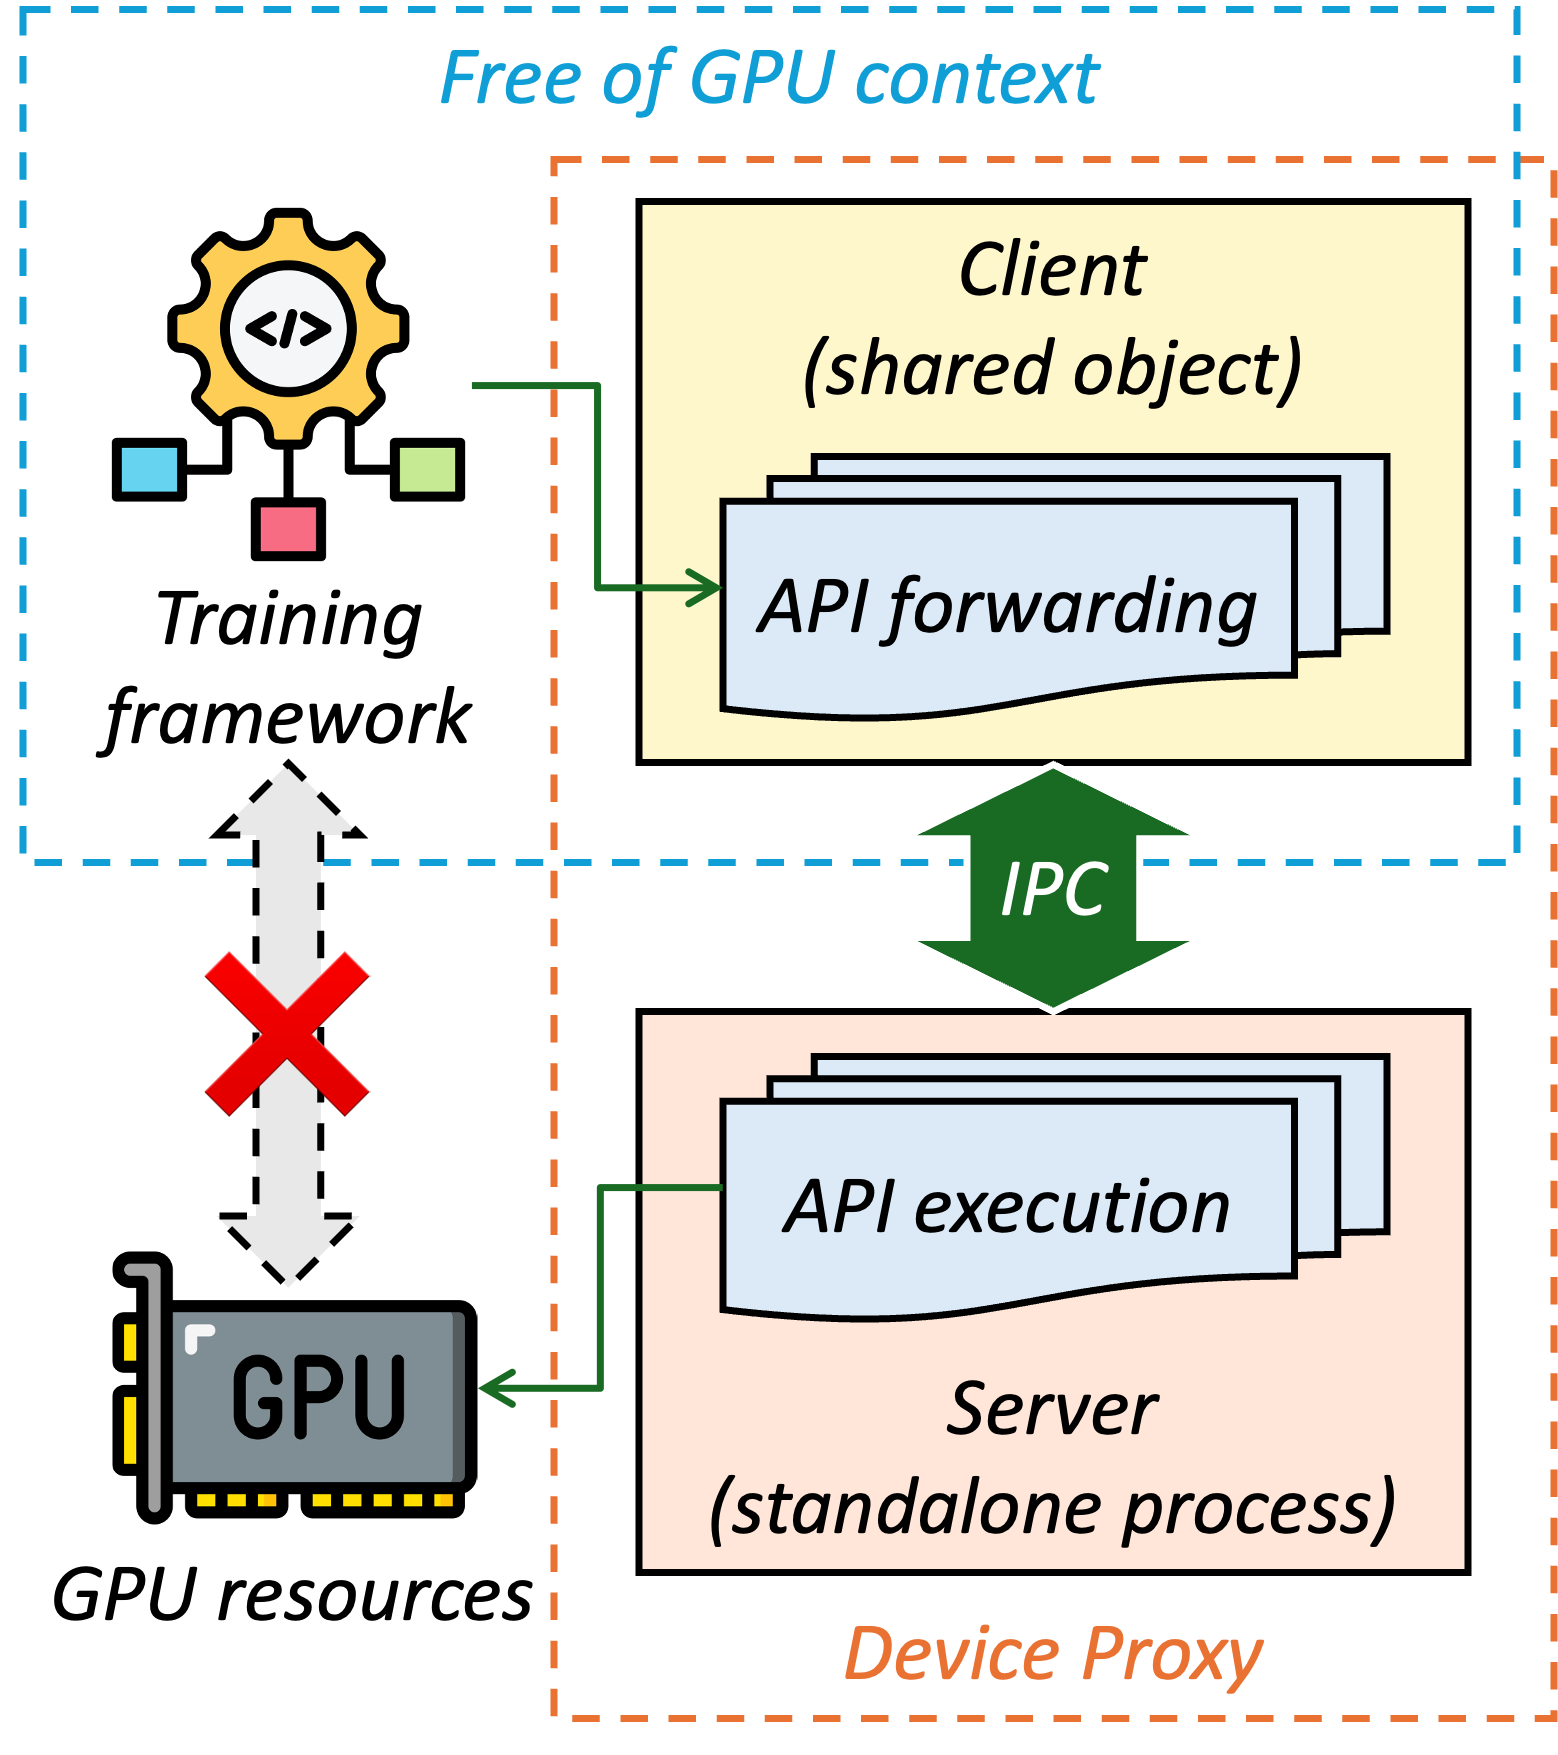 Free of GPU context
Client
(shared object)
</>
API forwarding
Training
framework
IPC
API execution
GPU
Server
(standalone process)
GPU resources
Device Proxy